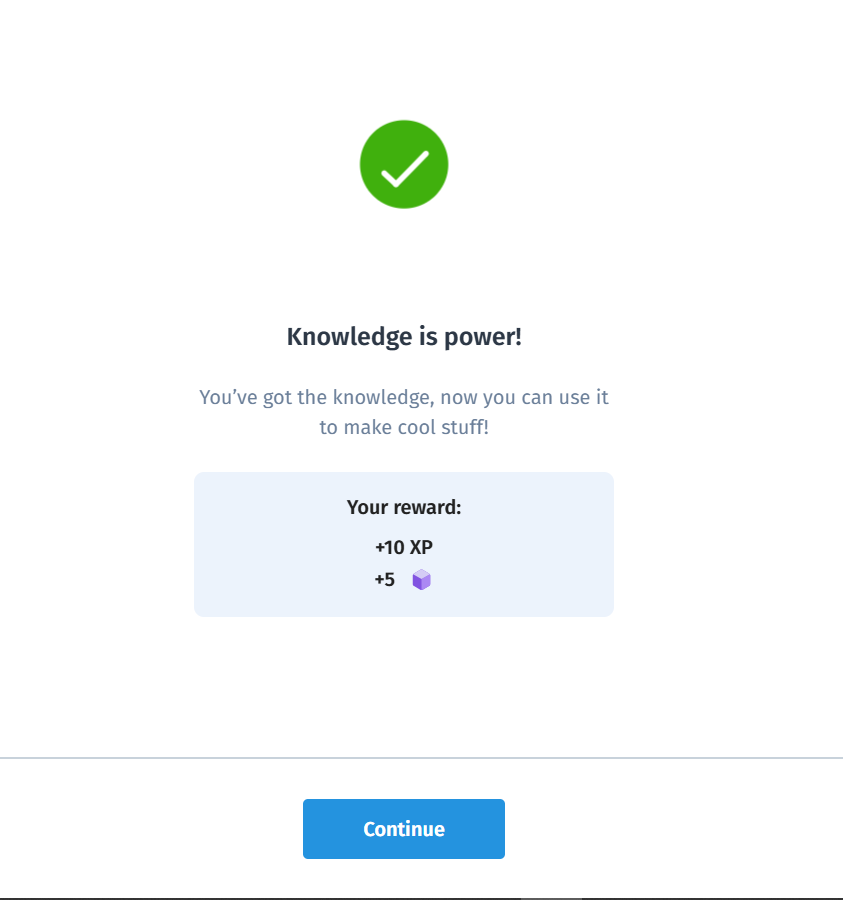 Knowledge is power!
You’ve got the knowledge, now you can use it
to make cool stuff!
Your reward:
+10 XP
+5
Continue